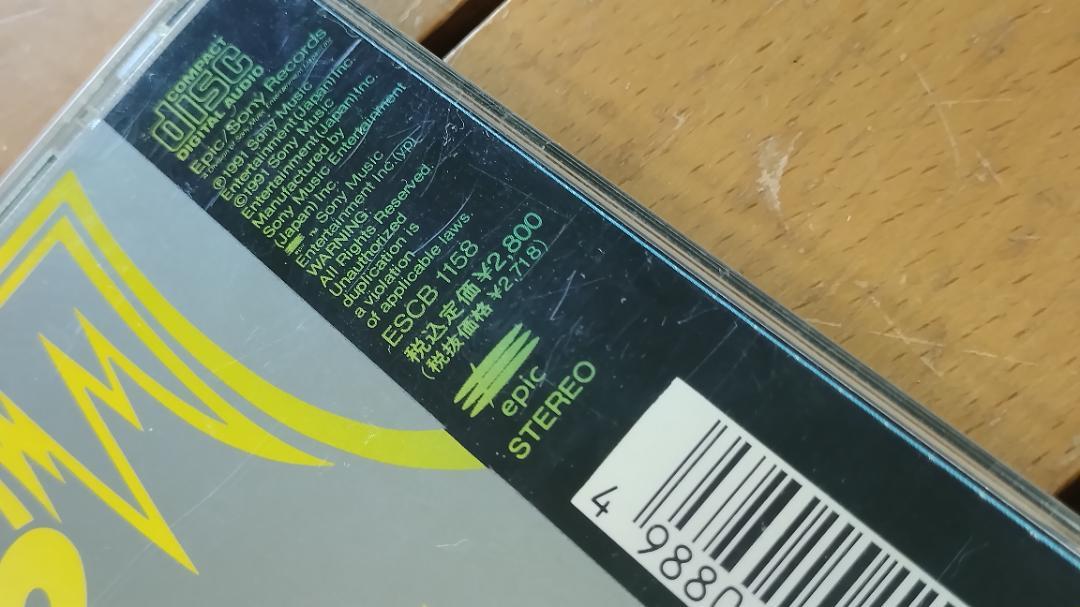 COMPACT
disc
DIGITAL AUDIO
Epic/Sony Records
℗1991 Sony Music
Entertainment(Japan)Inc.
©1991 Sony Music
Entertainment(Japan)Inc.
Manufactured by
Sony Music Entertainment
(Japan) Inc.
" " Sony Music
Entertainment Inc.
WARNING
All Rights Reserved.
Unauthorized
duplication is
a violation
of applicable laws.
ESCB 1158
税込定価 ¥2,800
(税抜価格 ¥2,718)
epic
STEREO
4 9880